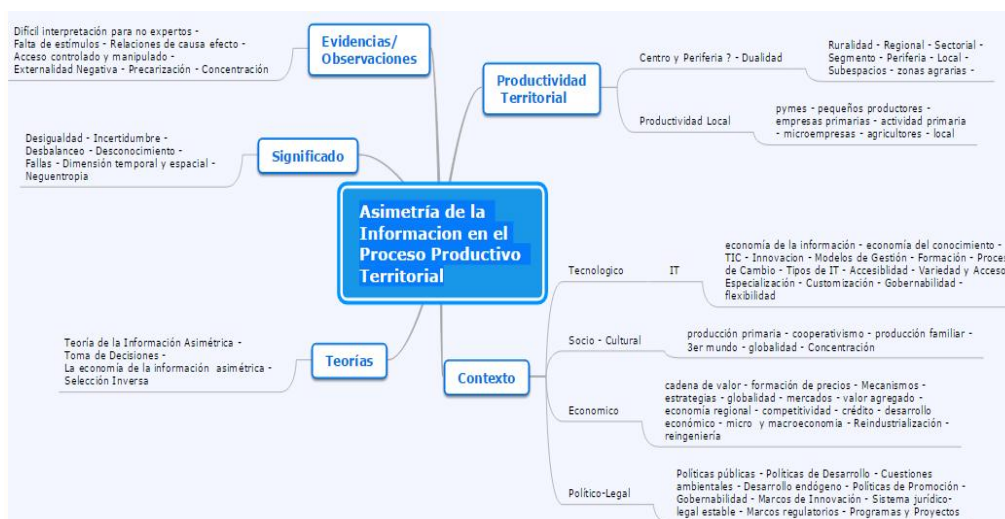 Difícil interpretación para no expertos -
Falta de estímulos - Relaciones de causa efecto -
Acceso controlado y manipulado -
Externalidad Negativa - Precarización - Concentración
Evidencias/
Observaciones
Desigualdad - Incertidumbre -
Desbalanceo - Desconocimiento -
Fallas - Dimensión temporal y espacial -
Neguentropia
Significado
Teoría de la Información Asimétrica -
Toma de Decisiones -
La economía de la información asimétrica -
Selección Inversa
Teorías
Asimetría de la
Informacion en el
Proceso Productivo
Territorial
Productividad
Territorial
Centro y Periferia ? - Dualidad
Ruralidad - Regional - Sectorial -
Segmento - Periferia - Local -
Subespacios - zonas agrarias -
Productividad Local
pymes - pequeños productores -
empresas primarias - actividad primaria
- microempresas - agricultores - local
Contexto
Tecnologico
IT
economía de la información - economía del conocimiento -
TIC - Innovacion - Modelos de Gestión - Formación - Proces
de Cambio - Tipos de IT - Accesiblidad - Variedad y Acceso
Especialización - Customización - Gobernabilidad -
flexibilidad
Socio - Cultural
producción primaria - cooperativismo - producción familiar -
3er mundo - globalidad - Concentración
Economico
cadena de valor - formación de precios - Mecanismos -
estrategias - globalidad - mercados - valor agregado -
economía regional - competitividad - crédito - desarrollo
económico - micro y macroeconomia - Reindustrialización -
reingeniería
Político-Legal
Políticas públicas - Políticas de Desarrollo - Cuestiones
ambientales - Desarrollo endógeno - Políticas de Promoción -
Gobernabilidad - Marcos de Innovación - Sistema jurídico-
legal estable - Marcos regulatorios - Programas y Proyectos